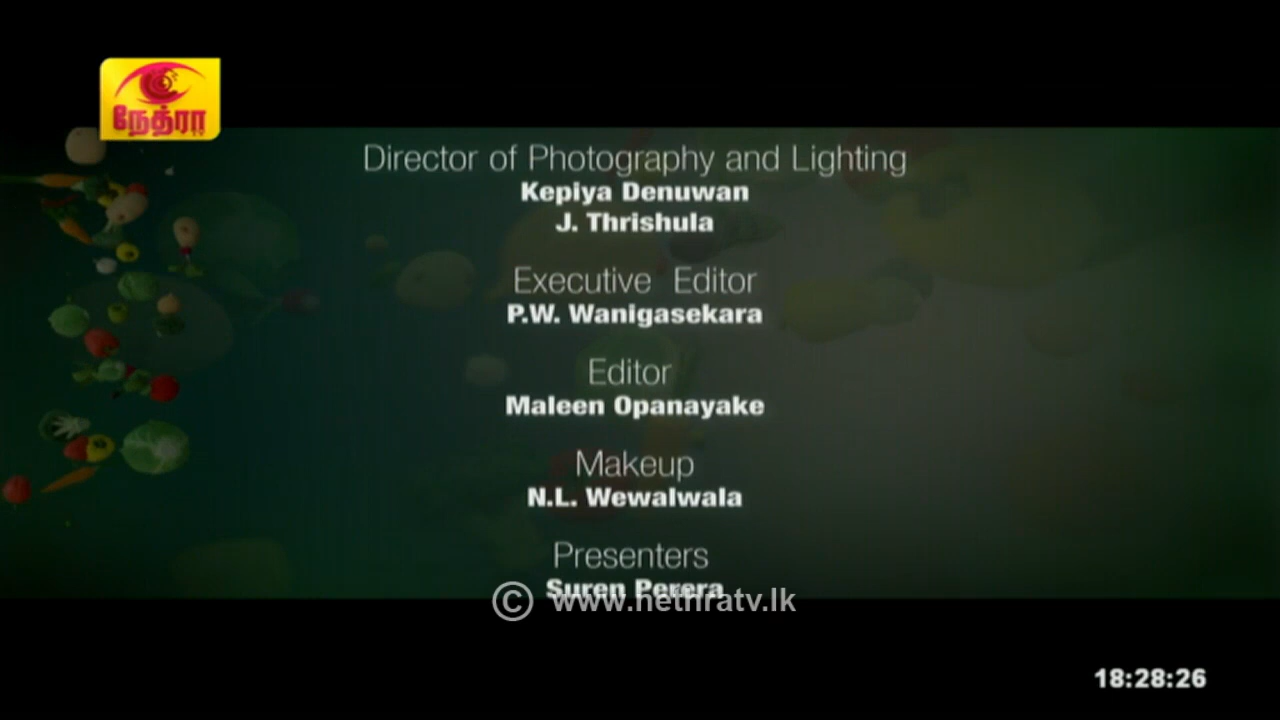 நேத்ரா
TV
Director of Photography and Lighting
Kepiya Denuwan
J. Thrishula
Executive Editor
P.W. Wanigasekara
Editor
Maleen Opanayake
Makeup
N.L. Wewalwala
Presenters
Suren Perera
© www.nethratv.lk
18:28:26